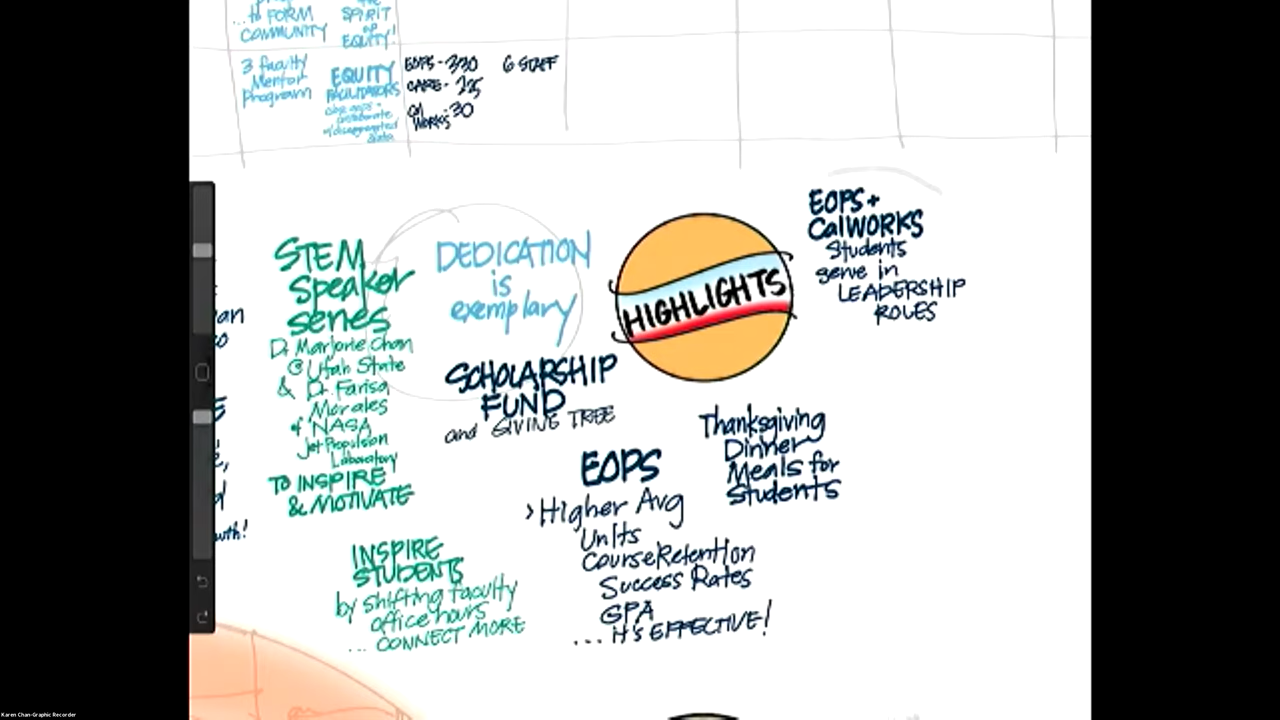 ...to FORM
COMMUNITY
SPIRIT
of
EQUITY!
3 faculty
Mentor
Program
EQUITY
FACILITATORS
EOPS - 330
CARE -
CAL
WORKS - 30
6 STAFF
STEM
Speaker
series
Dr. Marjorie Chan
@ Utah State
& Dr. Farisa
Morales
of NASA
Jet Propulsion
Laboratory
TO INSPIRE
& MOTIVATE
DEDICATION
is
exemplary
SCHOLARSHIP
FUND
and GIVING TREE
HIGHLIGHTS
EOPS +
CalWORKS
Students
serve in
LEADERSHIP
ROLES
Thanksgiving
Dinner
Meals for
Students
EOPS
> Higher Avg
Units
Course Retention
Success Rates
GPA
... it's EFFECTIVE!
INSPIRE
STUDENTS
by shifting faculty
office hours
... CONNECT MORE
Karen Chan-Graphic Recorder